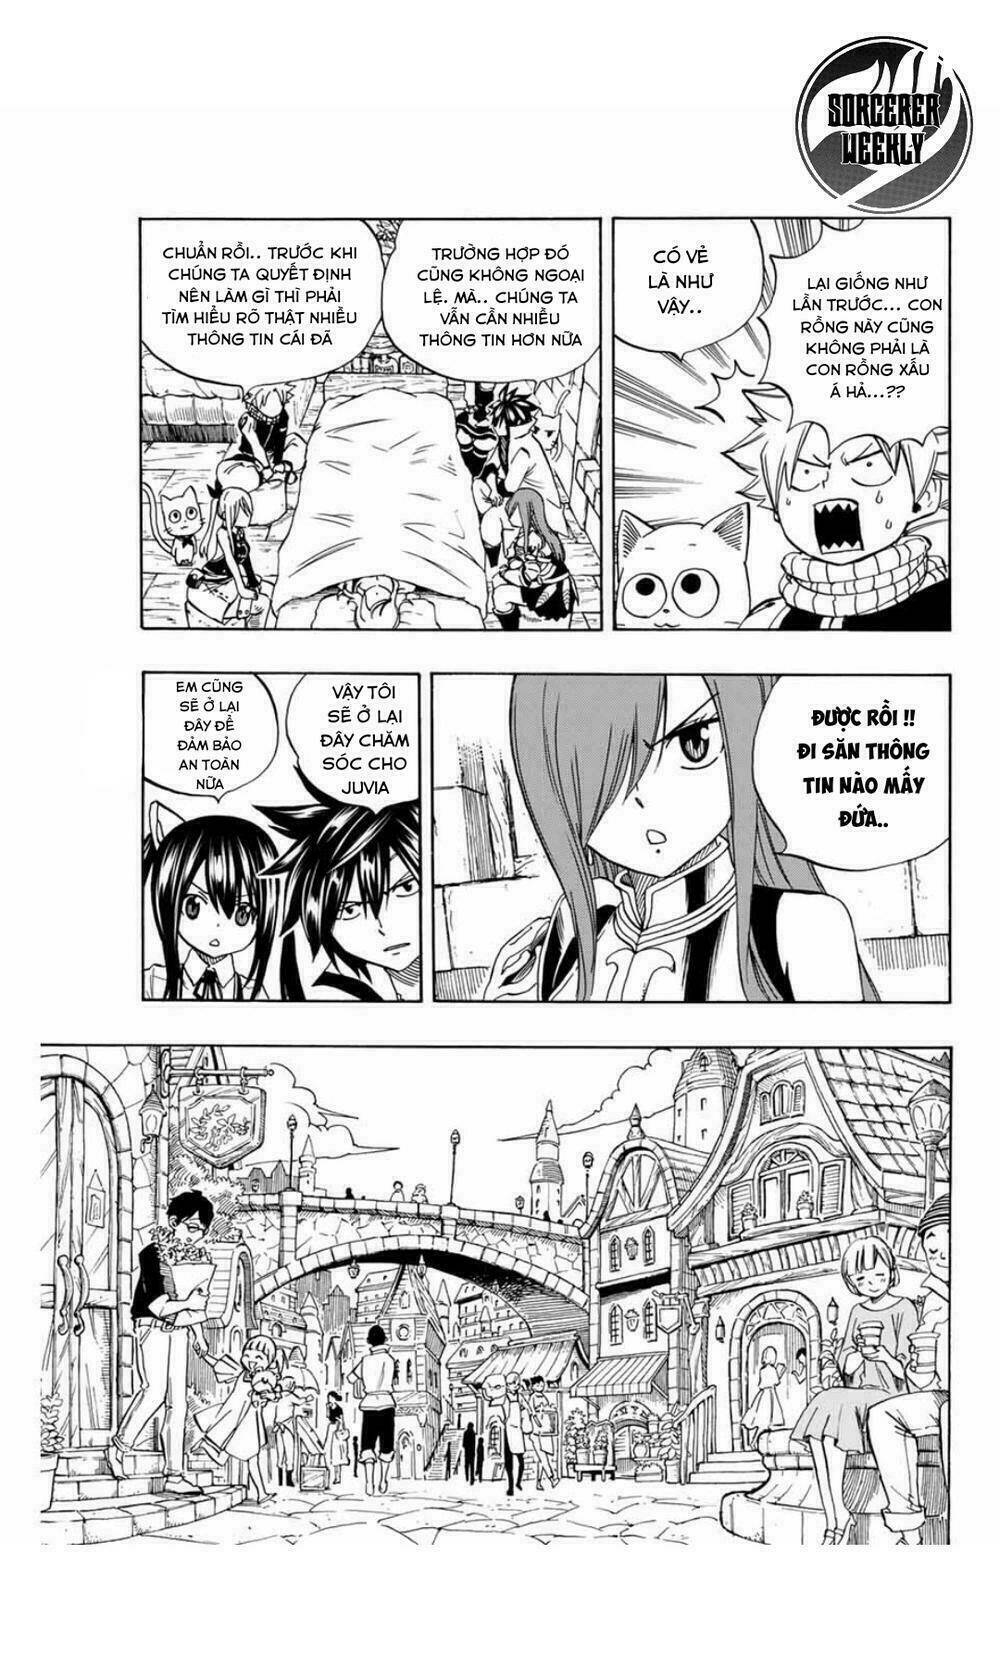 SORCERER
WEEKLY
LẠI GIỐNG NHƯ
LẦN TRƯỚC... CON
RỒNG NÀY CŨNG
KHÔNG PHẢI LÀ
CON RỒNG XẤU
Á HẢ...??
CÓ VẺ
LÀ NHƯ
VẬY..
TRƯỜNG HỢP ĐÓ
CŨNG KHÔNG NGOẠI
LỆ. MÀ.. CHÚNG TA
VẪN CẦN NHIỀU
THÔNG TIN HƠN NỮA
CHUẨN RỒI.. TRƯỚC KHI
CHÚNG TA QUYẾT ĐỊNH
NÊN LÀM GÌ THÌ PHẢI
TÌM HIỂU RÕ THẬT NHIỀU
THÔNG TIN CÁI ĐÃ
ĐƯỢC RỒI !!
ĐI SĂN THÔNG
TIN NÀO MẤY
ĐỨA..
VẬY TÔI
SẼ Ở LẠI
ĐÂY CHĂM
SÓC CHO
JUVIA
EM CŨNG
SẼ Ở LẠI
ĐÂY ĐỂ
ĐẢM BẢO
AN TOÀN
NỮA